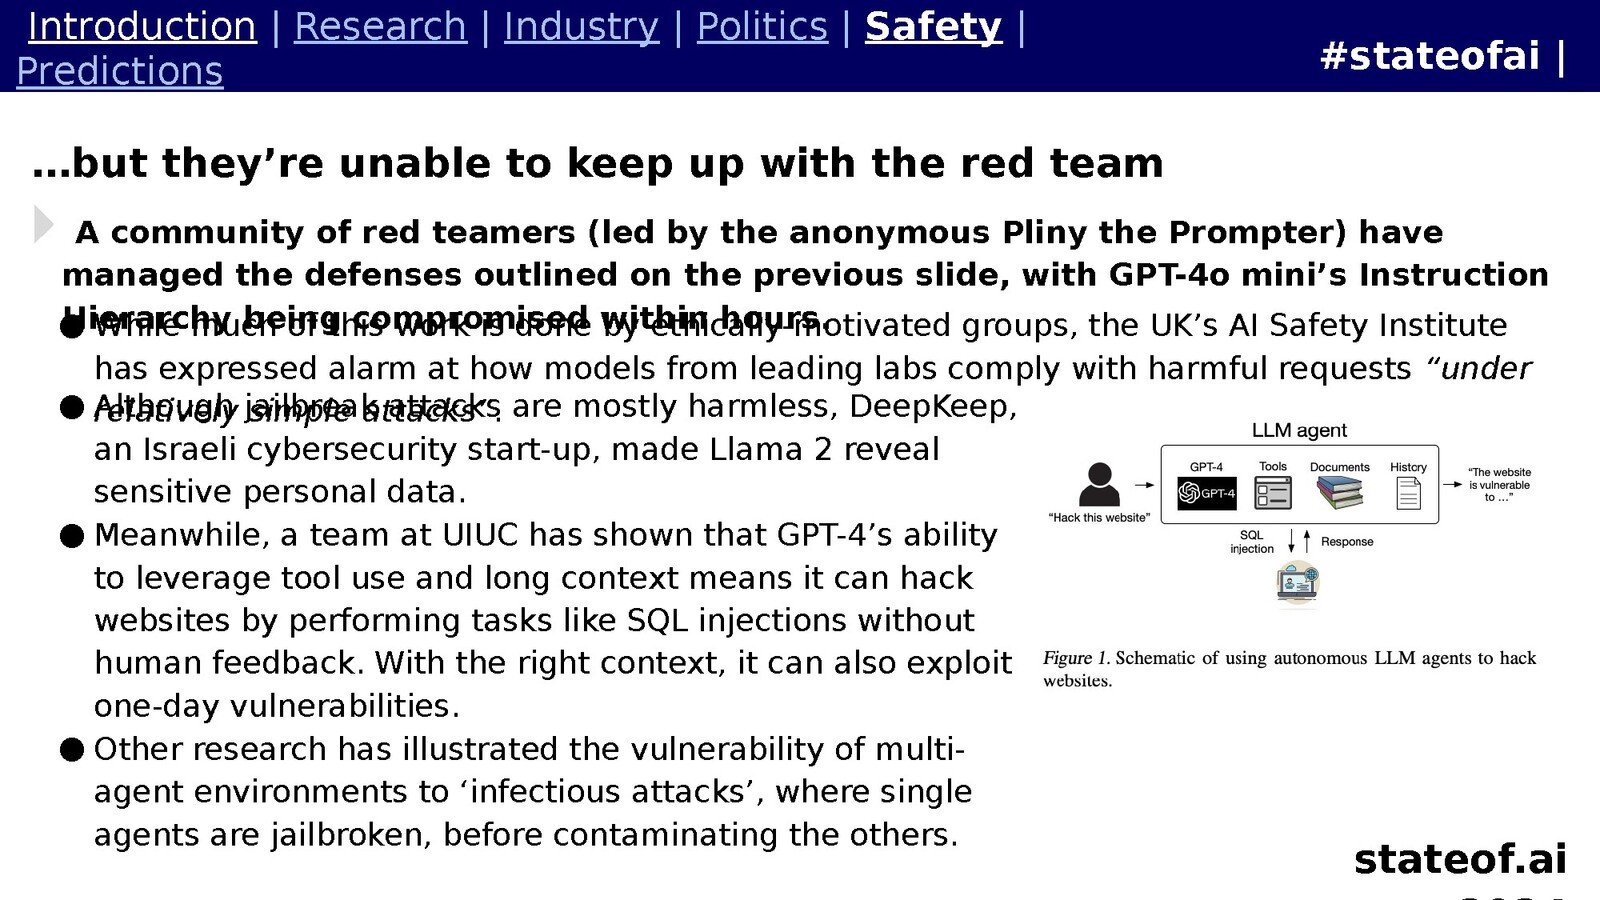 Introduction | Research | Industry | Politics | Safety |
Predictions
#stateofai |
…but they’re unable to keep up with the red team
A community of red teamers (led by the anonymous Pliny the Prompter) have
managed the defenses outlined on the previous slide, with GPT-4o mini’s Instruction
Hierarchy being compromised within hours.
● While much of this work is done by ethically-motivated groups, the UK’s AI Safety Institute
has expressed alarm at how models from leading labs comply with harmful requests “under
relatively simple attacks”.
● Although jailbreak attacks are mostly harmless, DeepKeep,
an Israeli cybersecurity start-up, made Llama 2 reveal
sensitive personal data.
● Meanwhile, a team at UIUC has shown that GPT-4’s ability
to leverage tool use and long context means it can hack
websites by performing tasks like SQL injections without
human feedback. With the right context, it can also exploit
one-day vulnerabilities.
● Other research has illustrated the vulnerability of multi-
agent environments to ‘infectious attacks’, where single
agents are jailbroken, before contaminating the others.
LLM agent
GPT-4 Tools Documents History
GPT-4
“Hack this website”
“The website
is vulnerable
to ...”
SQL
injection
Response
Figure 1. Schematic of using autonomous LLM agents to hack
websites.
stateof.ai